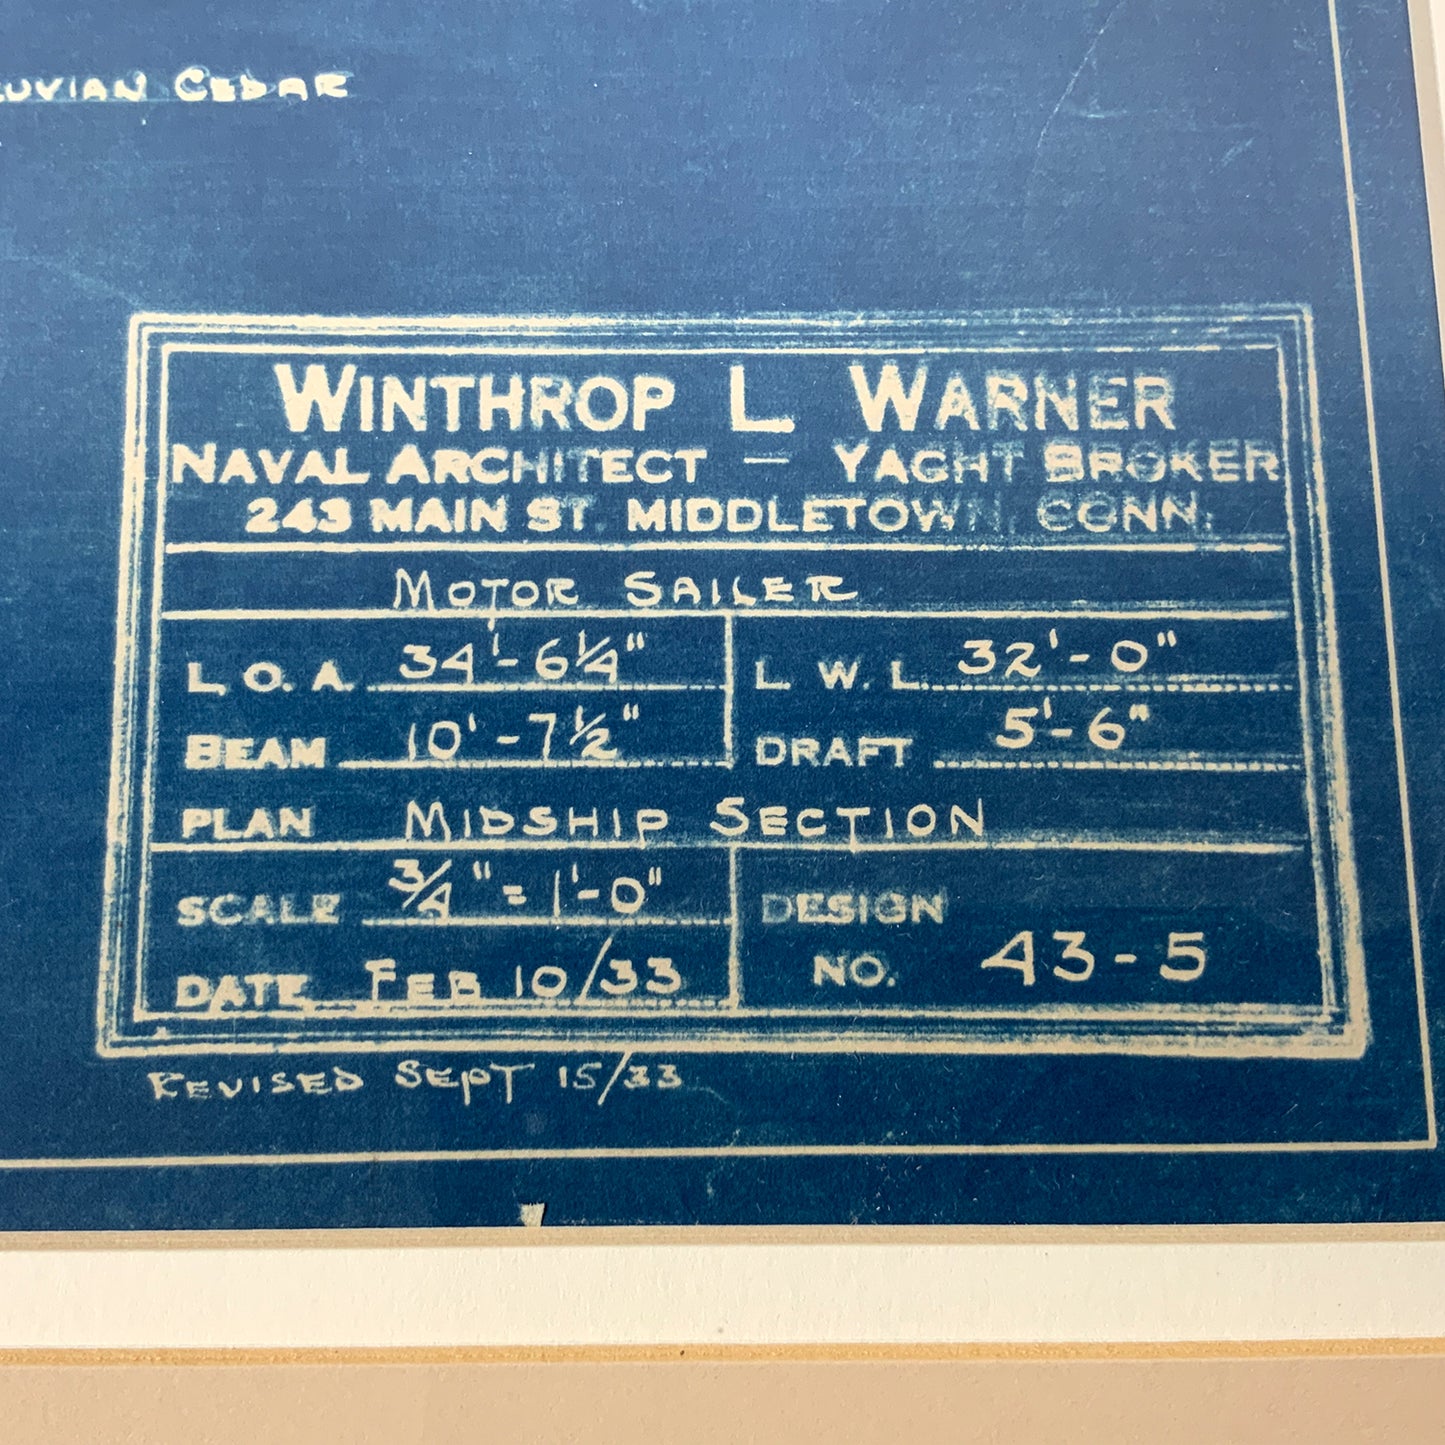 CEDAR
WINTHROP L WARNER
NAVAL ARCHITECT — YACHT BROKER
243 MAIN ST. MIDDLETOWN, CONN.
MOTOR SAILER
L.O.A. 34'-6¼" L.W.L. 32'-0"
BEAM 10'-7½" DRAFT 5'-6"
PLAN MIDSHIP SECTION
SCALE ¾" = 1'-0" DESIGN
DATE FEB 10/33 NO. 43-5
REVISED SEPT 15/33